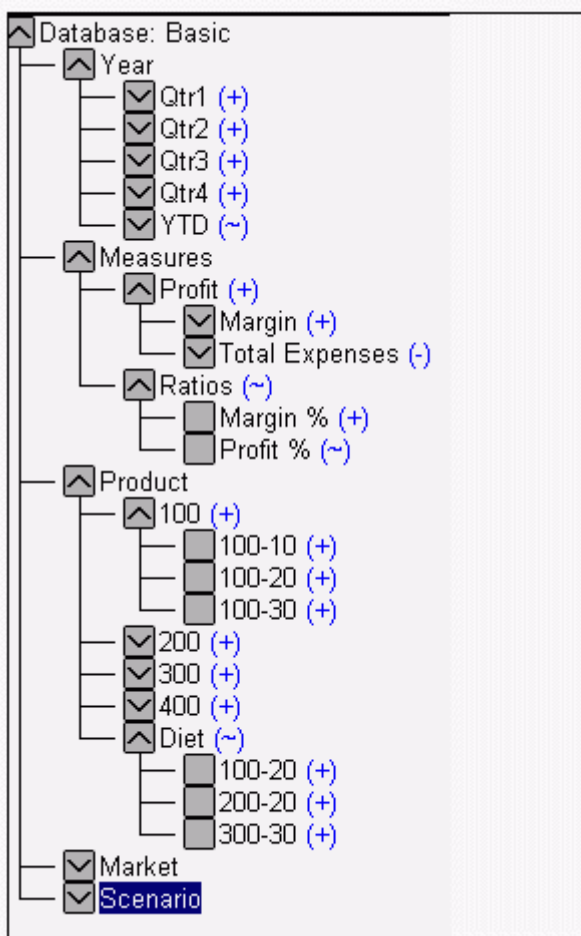 Database: Basic
Year
Qtr1 (+)
Qtr2 (+)
Qtr3 (+)
Qtr4 (+)
YTD (~)
Measures
Profit (+)
Margin (+)
Total Expenses (-)
Ratios (~)
Margin % (+)
Profit % (~)
Product
100 (+)
100-10 (+)
100-20 (+)
100-30 (+)
200 (+)
300 (+)
400 (+)
Diet (~)
100-20 (+)
200-20 (+)
300-30 (+)
Market
Scenario